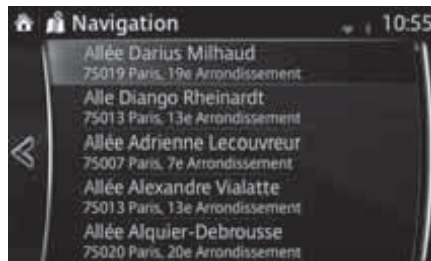 Navigation
10:55
Allée Darius Milhaud
75019 Paris, 19e Arrondissement
Alle Diango Rheinardt
75013 Paris, 13e Arrondissement
Allée Adrienne Lecouvreur
75007 Paris, 7e Arrondissement
Allée Alexandre Vialatte
75013 Paris, 13e Arrondissement
Allée Alquier-Debrousse
75020 Paris, 20e Arrondissement